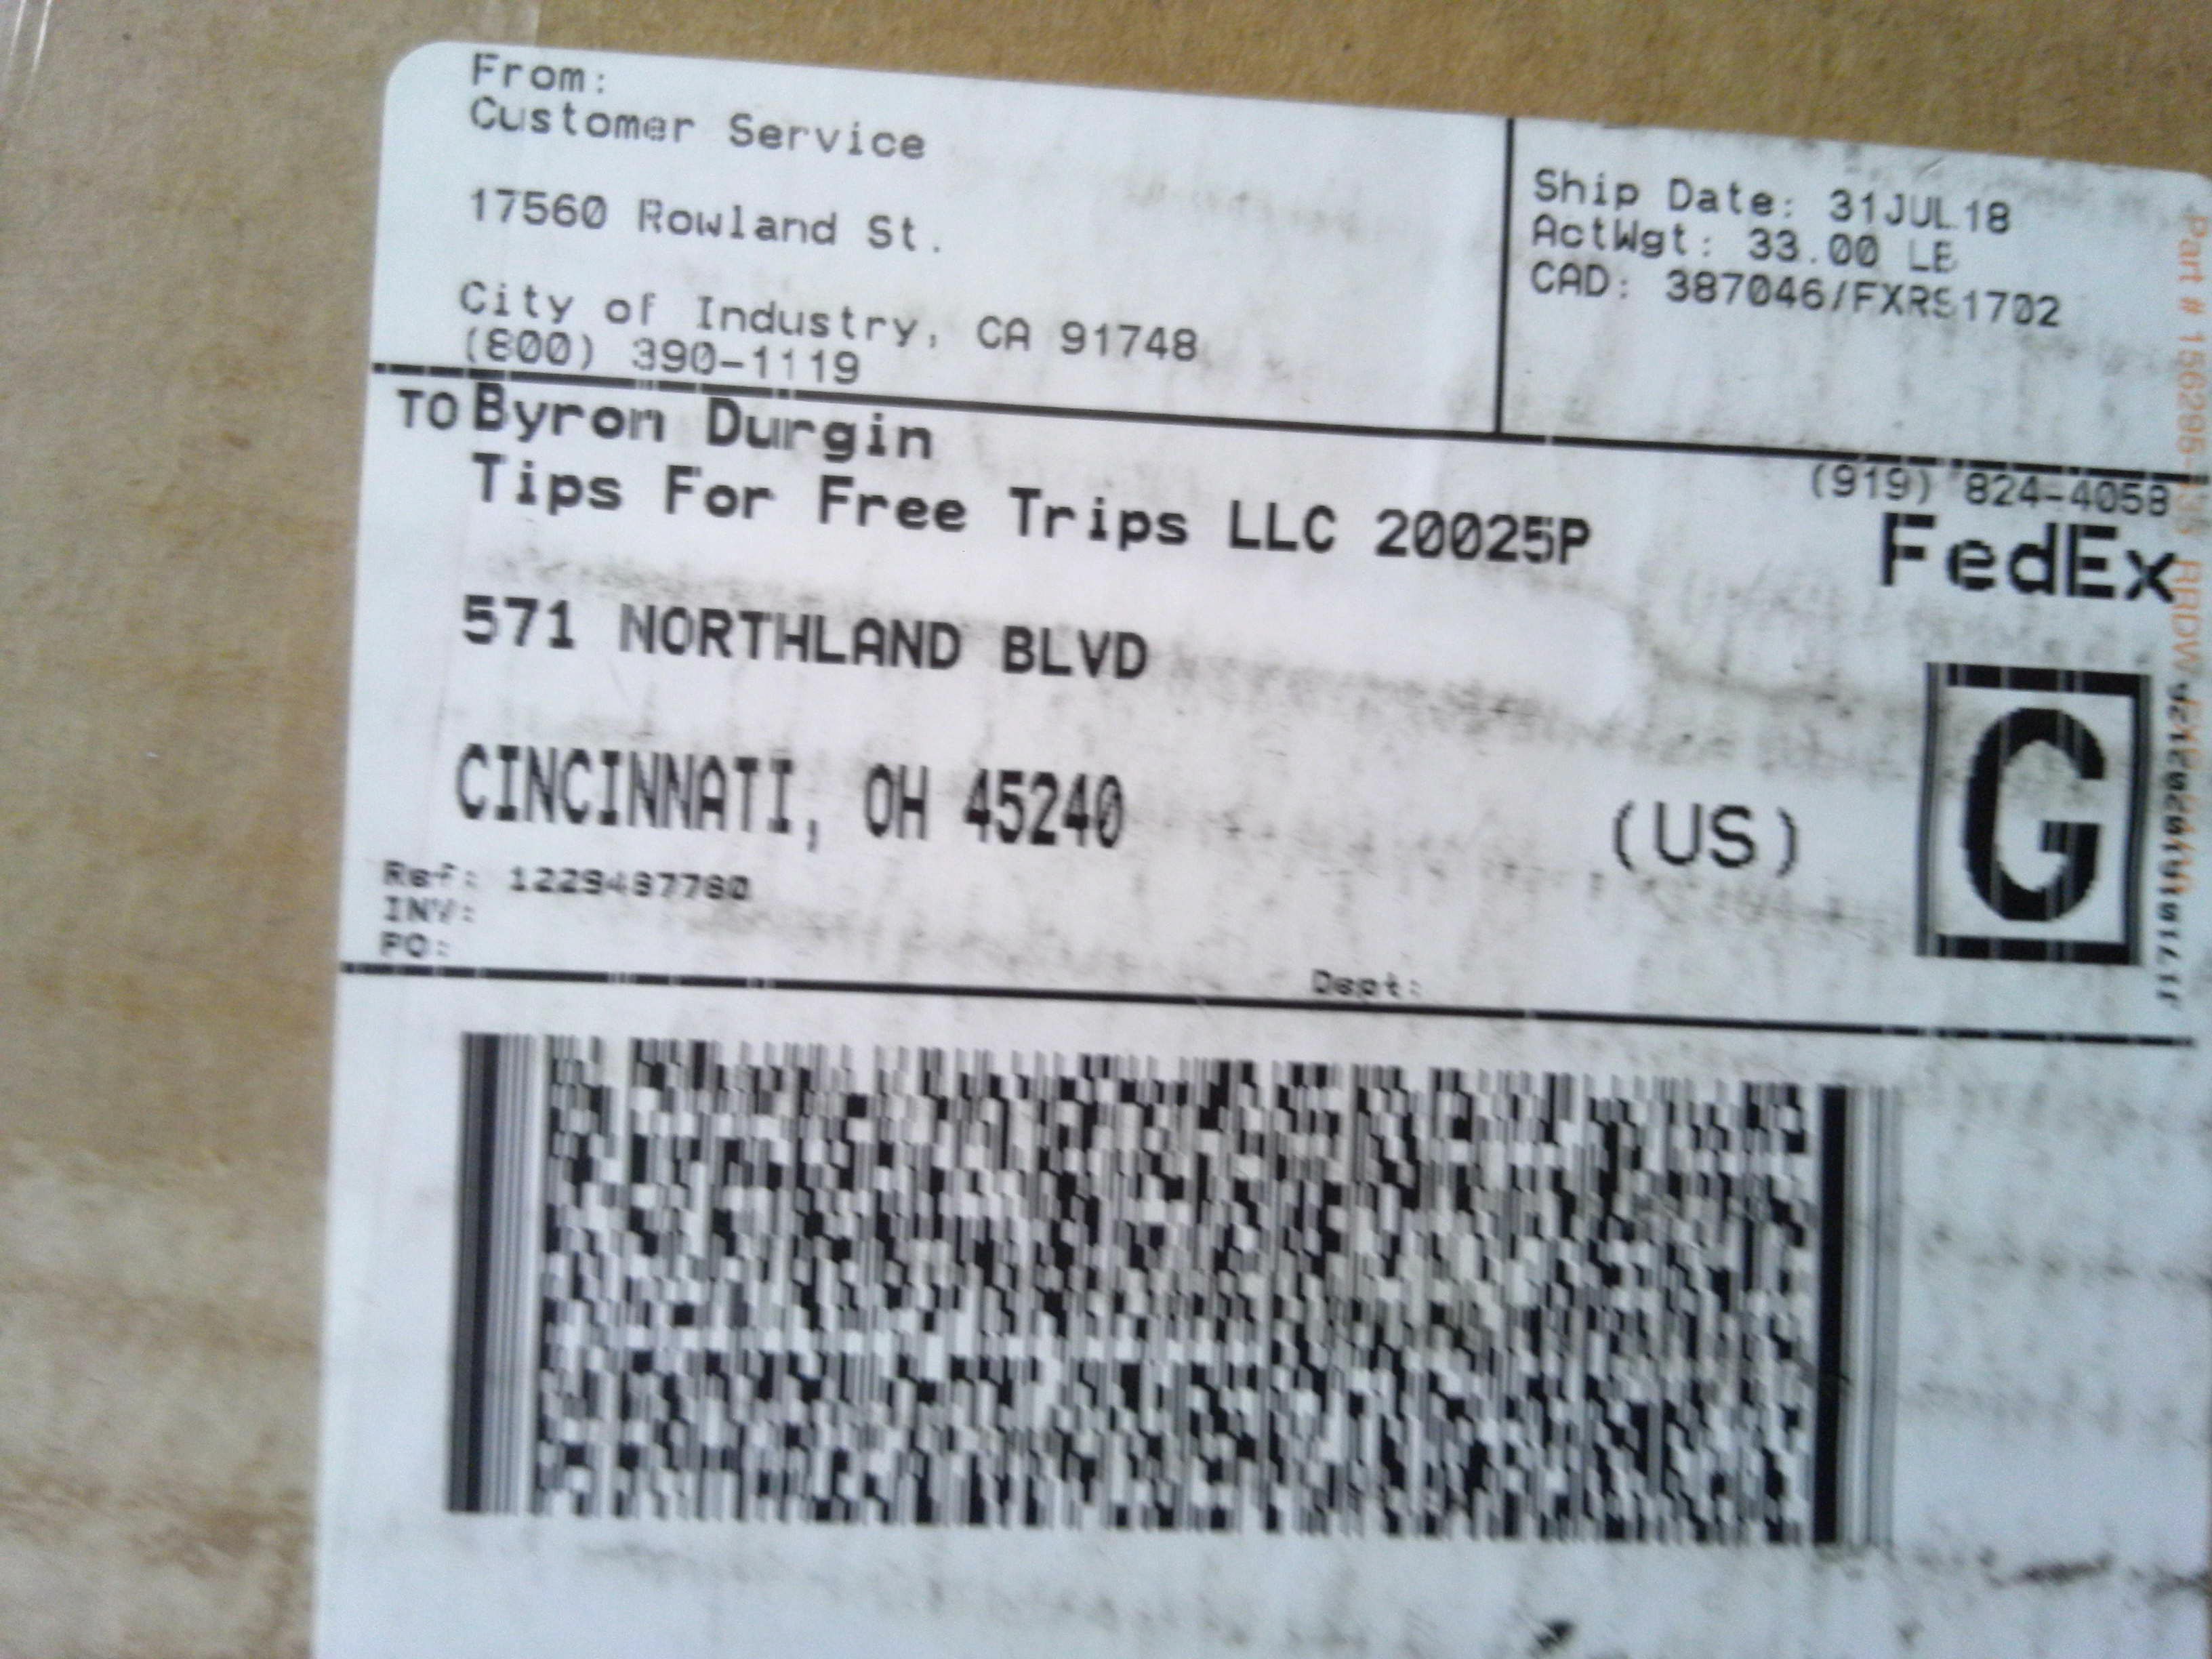 From:
Customer Service
17560 Rowland St.
City of Industry, CA 91748
(800) 390-1119
Ship Date: 31JUL18
ActWgt: 33.00 LB
CAD: 387046/FXRS1702
TO Byron Durgin
Tips For Free Trips LLC 20025P
(919) 824-4058
FedEx
571 NORTHLAND BLVD
CINCINNATI, OH 45240
(US)
G
Ref: 1229487780
INV:
PO:
Dept:
Part #